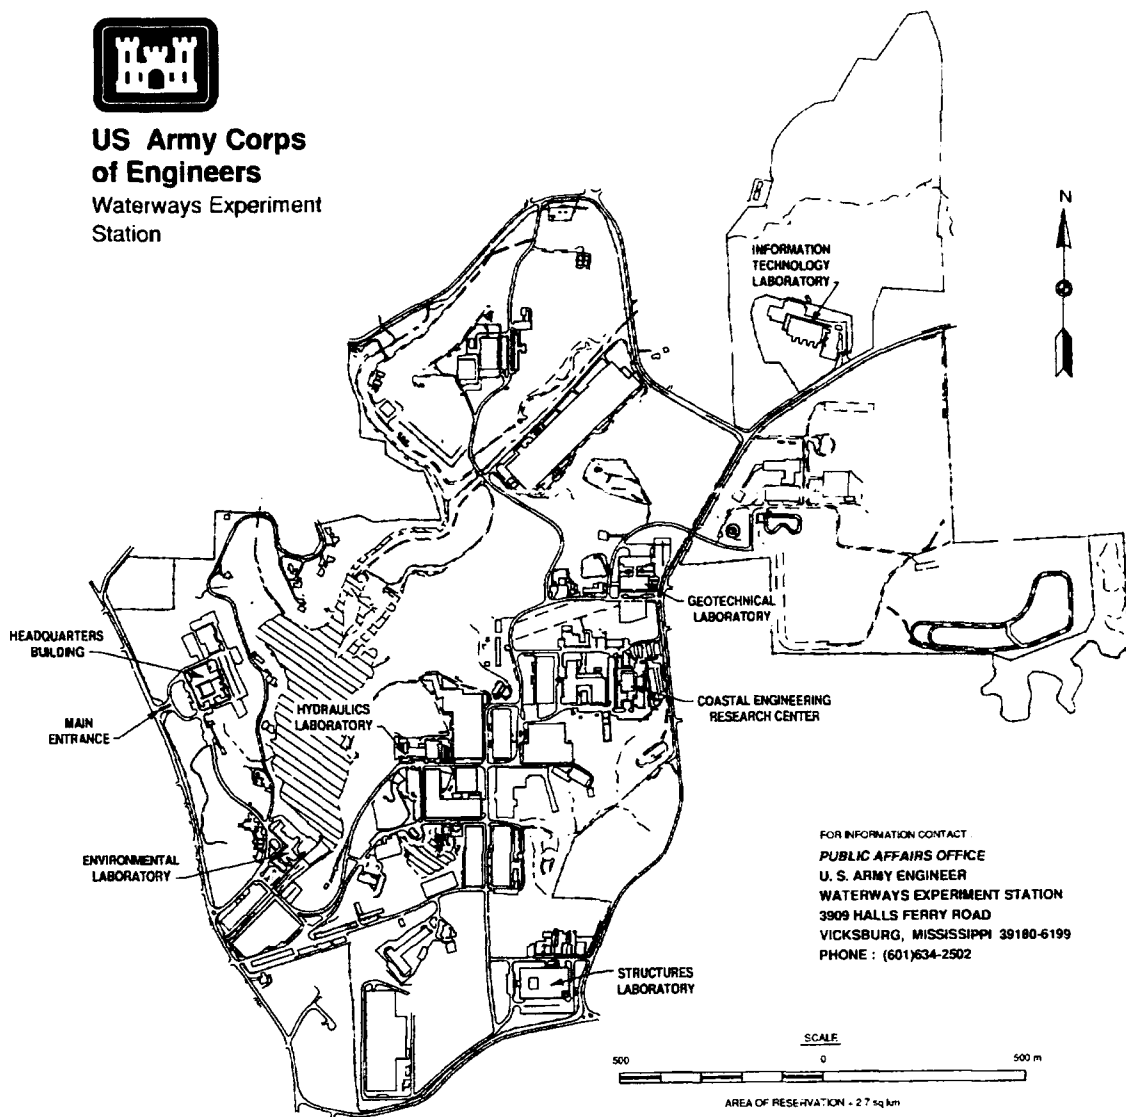 US Army Corps
of Engineers
Waterways Experiment
Station
N
INFORMATION
TECHNOLOGY
LABORATORY
GEOTECHNICAL
LABORATORY
HEADQUARTERS
BUILDING
MAIN
ENTRANCE
HYDRAULICS
LABORATORY
COASTAL ENGINEERING
RESEARCH CENTER
ENVIRONMENTAL
LABORATORY
STRUCTURES
LABORATORY
FOR INFORMATION CONTACT
PUBLIC AFFAIRS OFFICE
U. S. ARMY ENGINEER
WATERWAYS EXPERIMENT STATION
3909 HALLS FERRY ROAD
VICKSBURG, MISSISSIPPI 39180-6199
PHONE : (601)634-2502
SCALE
500 0 500 m
AREA OF RESERVATION - 2.7 sq km